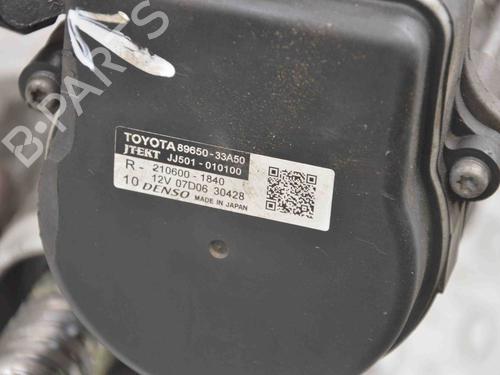 B-PARTS
TOYOTA 89650-33A50
JTEKT JJ501-010100
R- 210600-1840
12V 07D06 30428
10 DENSO MADE IN JAPAN